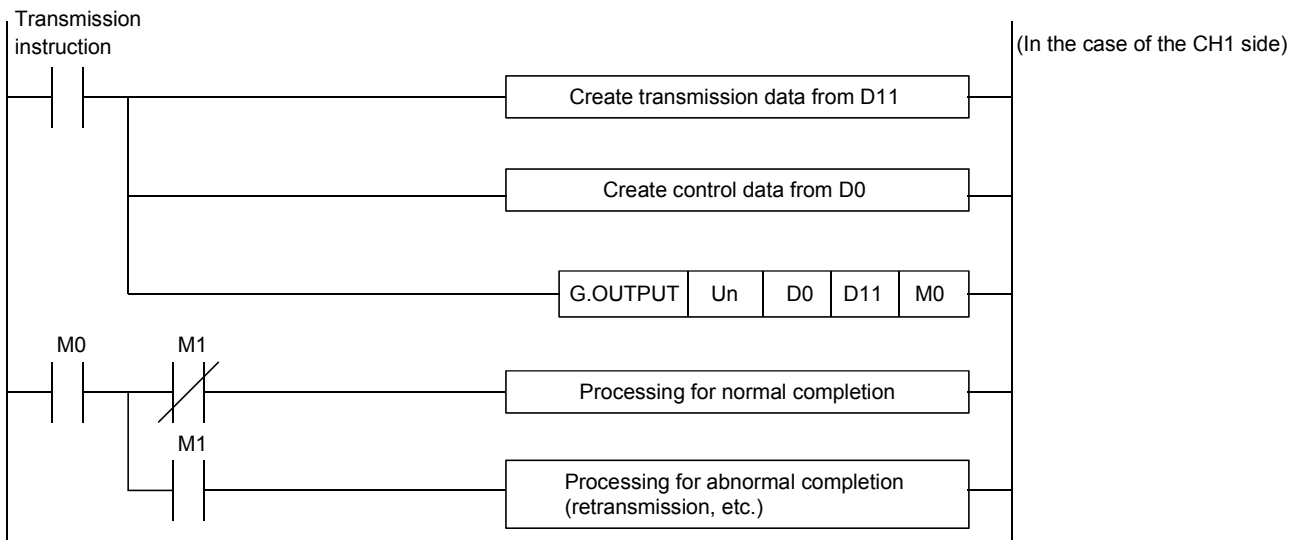 Transmission
instruction
(In the case of the CH1 side)
Create transmission data from D11
Create control data from D0
G.OUTPUT Un D0 D11 M0
M0 M1
Processing for normal completion
M1
Processing for abnormal completion
(retransmission, etc.)